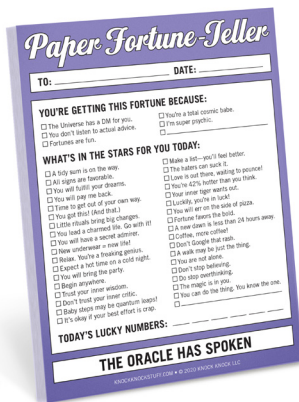 Paper Fortune-Teller
TO: DATE:
YOU'RE GETTING THIS FORTUNE BECAUSE:
The Universe has a DM for you.
You don't listen to actual advice.
Fortunes are fun.
You're a total cosmic babe.
I'm super psychic.
WHAT'S IN THE STARS FOR YOU TODAY:
A tidy sum is on the way.
All signs are favorable.
You will fulfill your dreams.
You will pay me back.
Time to get out of your own way.
You got this! (And that.)
Little rituals bring big changes.
You lead a charmed life. Go with it!
You will have a secret admirer.
New underwear = new life!
Relax. You're a freaking genius.
Expect a hot time on a cold night.
You will bring the party.
Begin anywhere.
Trust your inner wisdom.
Don't trust your inner critic.
Baby steps may be quantum leaps!
It's okay if your best effort is crap.
Make a list—you'll feel better.
The haters can suck it.
Love is out there, waiting to pounce!
You're 42% hotter than you think.
Your inner tiger wants out.
Luckily, you're in luck!
You will err on the side of pizza.
Fortune favors the bold.
A new dawn is less than 24 hours away.
Coffee, more coffee!
Don't Google that rash.
A walk may be just the thing.
You are not alone.
Don't stop believing.
Do stop overthinking.
The magic is in you.
You can do the thing. You know the one.
TODAY'S LUCKY NUMBERS:
THE ORACLE HAS SPOKEN
KNOCKKNOCKSTUFF.COM • © 2020 KNOCK KNOCK LLC